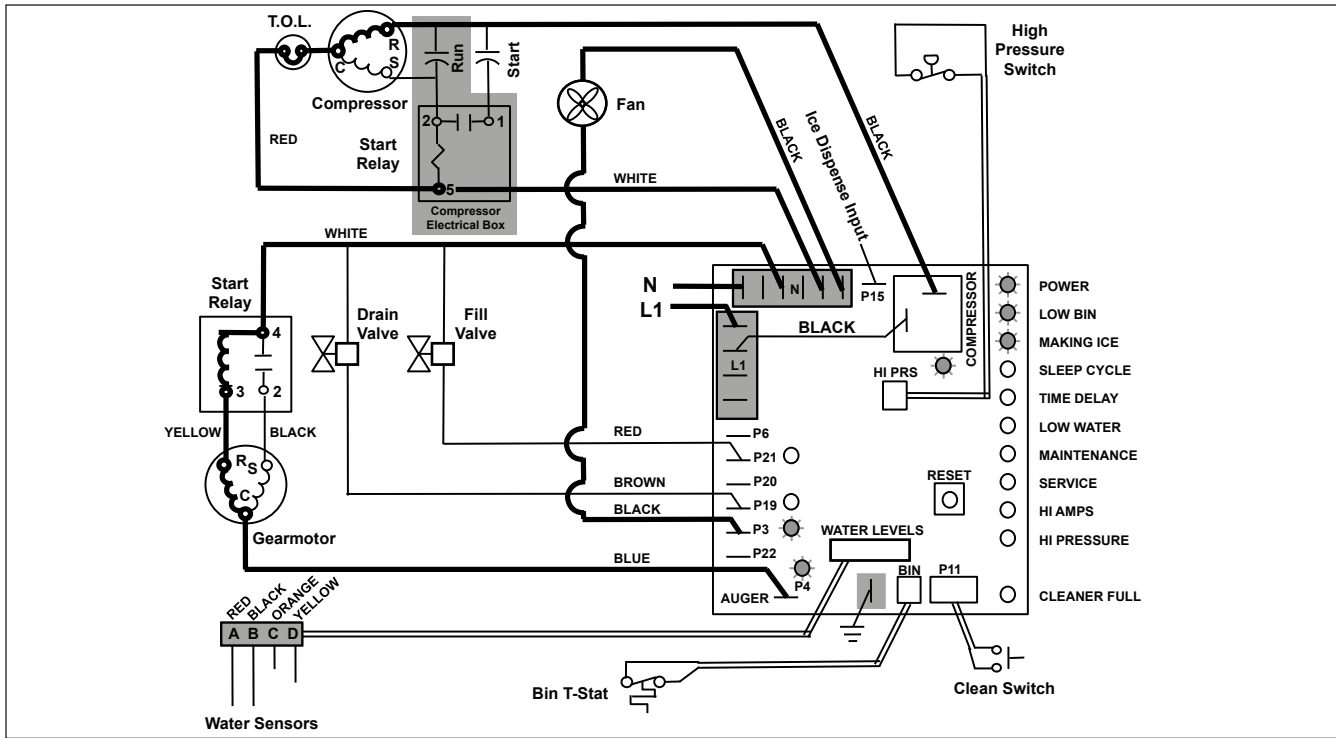 T.O.L.
R
C
S
Compressor
Run
Start
2
1
Start
Relay
5
Compressor
Electrical Box
RED
WHITE
Fan
BLACK
Ice Dispense Input
BLACK
High
Pressure
Switch
WHITE
Start
Relay
4
3
2
Drain
Valve
Fill
Valve
YELLOW
BLACK
R
S
C
Gearmotor
N
L1
N
P15
BLACK
L1
COMPRESSOR
HI PRS
POWER
LOW BIN
MAKING ICE
SLEEP CYCLE
TIME DELAY
LOW WATER
MAINTENANCE
SERVICE
HI AMPS
HI PRESSURE
CLEANER FULL
RED
BROWN
BLACK
BLUE
P6
P21
P20
P19
P3
P22
P4
AUGER
RESET
WATER LEVELS
BIN
P11
RED
BLACK
ORANGE
YELLOW
A B C D
Water Sensors
Bin T-Stat
Clean Switch